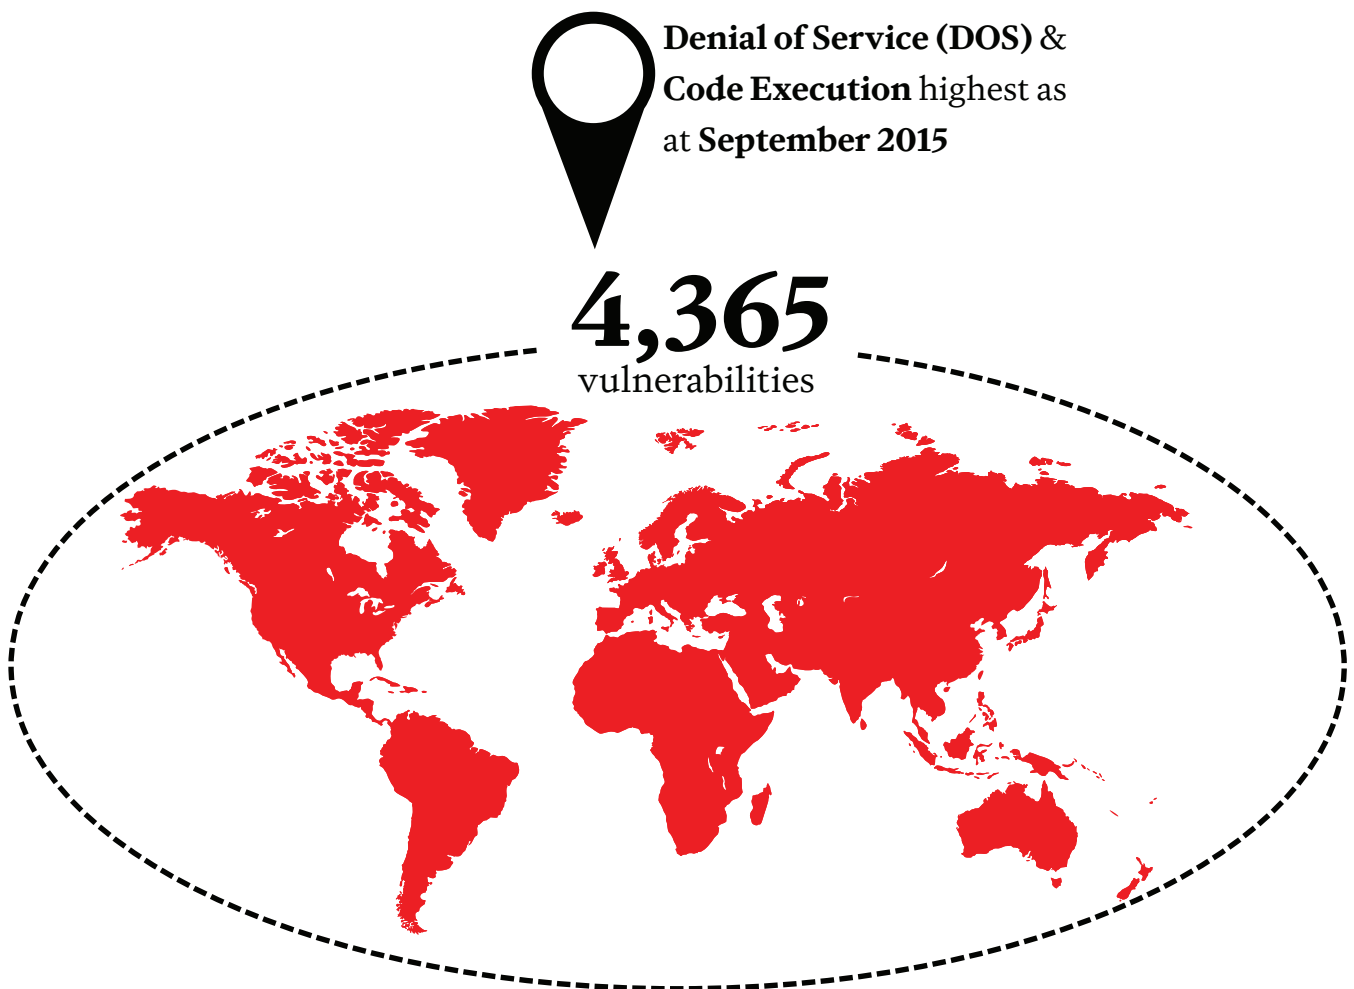 Denial of Service (DOS) &
Code Execution highest as
at September 2015
4,365
vulnerabilities